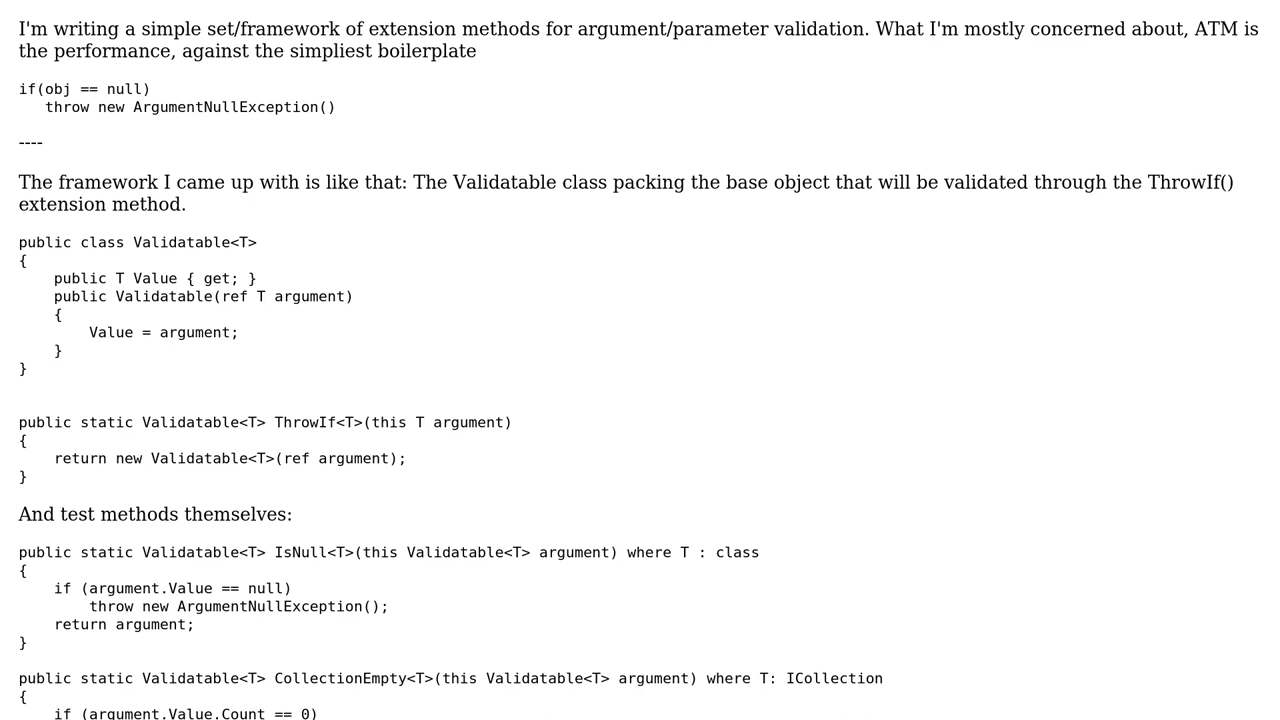 I'm writing a simple set/framework of extension methods for argument/parameter validation. What I'm mostly concerned about, ATM is
the performance, against the simpliest boilerplate
if(obj == null)
   throw new ArgumentNullException()
----
The framework I came up with is like that: The Validatable class packing the base object that will be validated through the ThrowIf()
extension method.
public class Validatable<T>
{
    public T Value { get; }
    public Validatable(ref T argument)
    {
        Value = argument;
    }
}
public static Validatable<T> ThrowIf<T>(this T argument)
{
    return new Validatable<T>(ref argument);
}
And test methods themselves:
public static Validatable<T> IsNull<T>(this Validatable<T> argument) where T : class
{
    if (argument.Value == null)
        throw new ArgumentNullException();
    return argument;
}
public static Validatable<T> CollectionEmpty<T>(this Validatable<T> argument) where T: ICollection
{
    if (argument.Value.Count == 0)